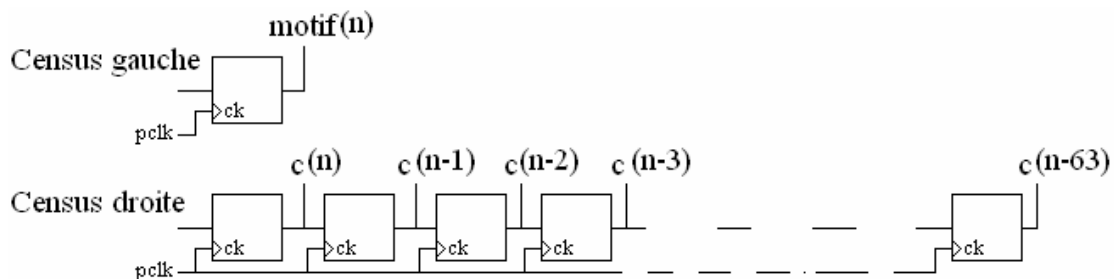 motif(n)
Census gauche
ck
pclk
c(n) c(n-1) c(n-2) c(n-3) c(n-63)
Census droite
ck ck ck ck ck
pclk